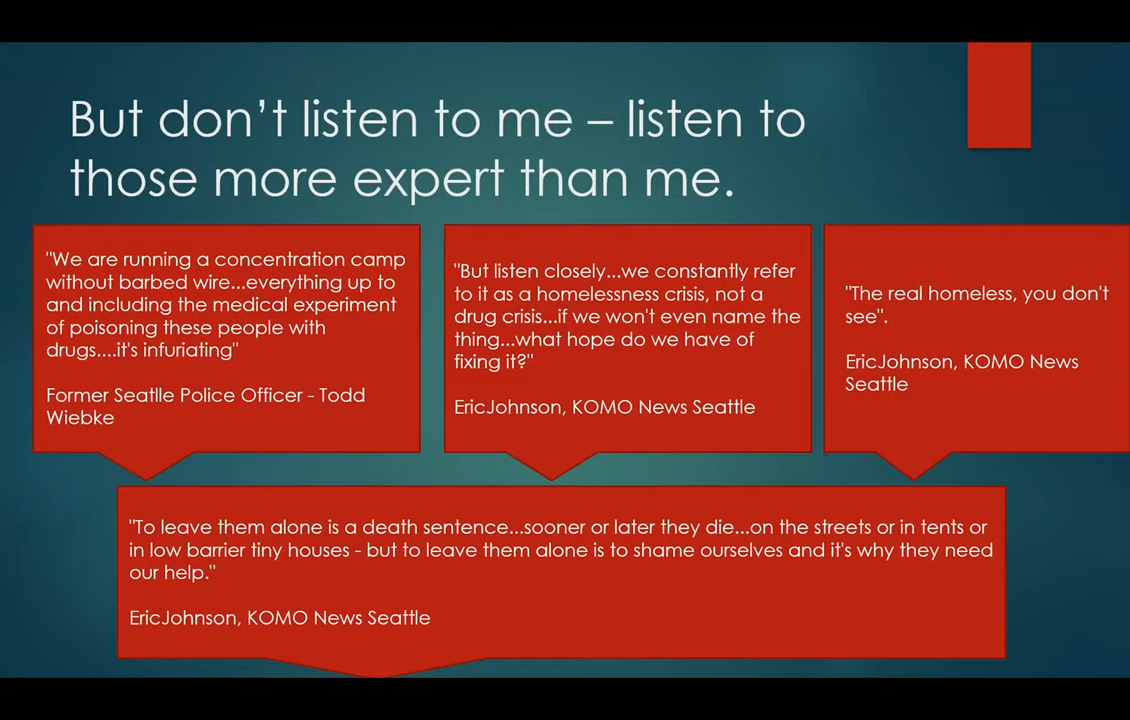 But don’t listen to me – listen to
those more expert than me.
"We are running a concentration camp
without barbed wire...everything up to
and including the medical experiment
of poisoning these people with
drugs....it's infuriating"
Former Seatlle Police Officer - Todd
Wiebke
"But listen closely...we constantly refer
to it as a homelessness crisis, not a
drug crisis...if we won't even name the
thing...what hope do we have of
fixing it?"
EricJohnson, KOMO News Seattle
"The real homeless, you don't
see".
EricJohnson, KOMO News
Seattle
"To leave them alone is a death sentence...sooner or later they die...on the streets or in tents or
in low barrier tiny houses - but to leave them alone is to shame ourselves and it's why they need
our help."
EricJohnson, KOMO News Seattle